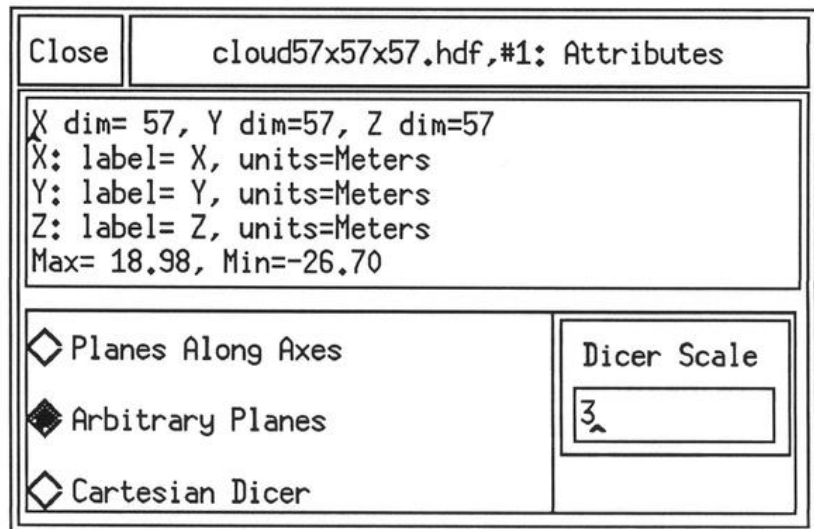 Close
cloud57x57x57.hdf,#1: Attributes
X dim= 57, Y dim=57, Z dim=57
X: label= X, units=Meters
Y: label= Y, units=Meters
Z: label= Z, units=Meters
Max= 18.98, Min=-26.70
Planes Along Axes
Arbitrary Planes
Cartesian Dicer
Dicer Scale
3